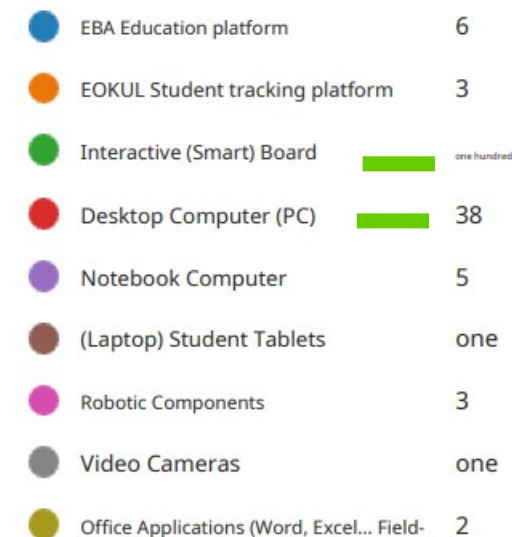 EBA Education platform 6
EOKUL Student tracking platform 3
Interactive (Smart) Board one hundred
Desktop Computer (PC) 38
Notebook Computer 5
(Laptop) Student Tablets one
Robotic Components 3
Video Cameras one
Office Applications (Word, Excel... Field- 2